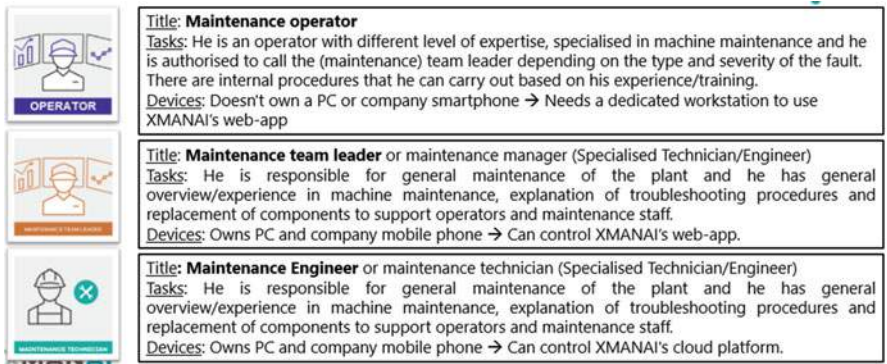 OPERATOR
Title: Maintenance operator
Tasks: He is an operator with different level of expertise, specialised in machine maintenance and he
is authorised to call the (maintenance) team leader depending on the type and severity of the fault.
There are internal procedures that he can carry out based on his experience/training.
Devices: Doesn't own a PC or company smartphone → Needs a dedicated workstation to use
XMANAI's web-app
MAINTENANCE TEAM LEADER
Title: Maintenance team leader or maintenance manager (Specialised Technician/Engineer)
Tasks: He is responsible for general maintenance of the plant and he has general
overview/experience in machine maintenance, explanation of troubleshooting procedures and
replacement of components to support operators and maintenance staff.
Devices: Owns PC and company mobile phone → Can control XMANAI's web-app.
MAINTENANCE TECHNICIAN
Title: Maintenance Engineer or maintenance technician (Specialised Technician/Engineer)
Tasks: He is responsible for general maintenance of the plant and he has general
overview/experience in machine maintenance, explanation of troubleshooting procedures and
replacement of components to support operators and maintenance staff.
Devices: Owns PC and company mobile phone → Can control XMANAI's cloud platform.